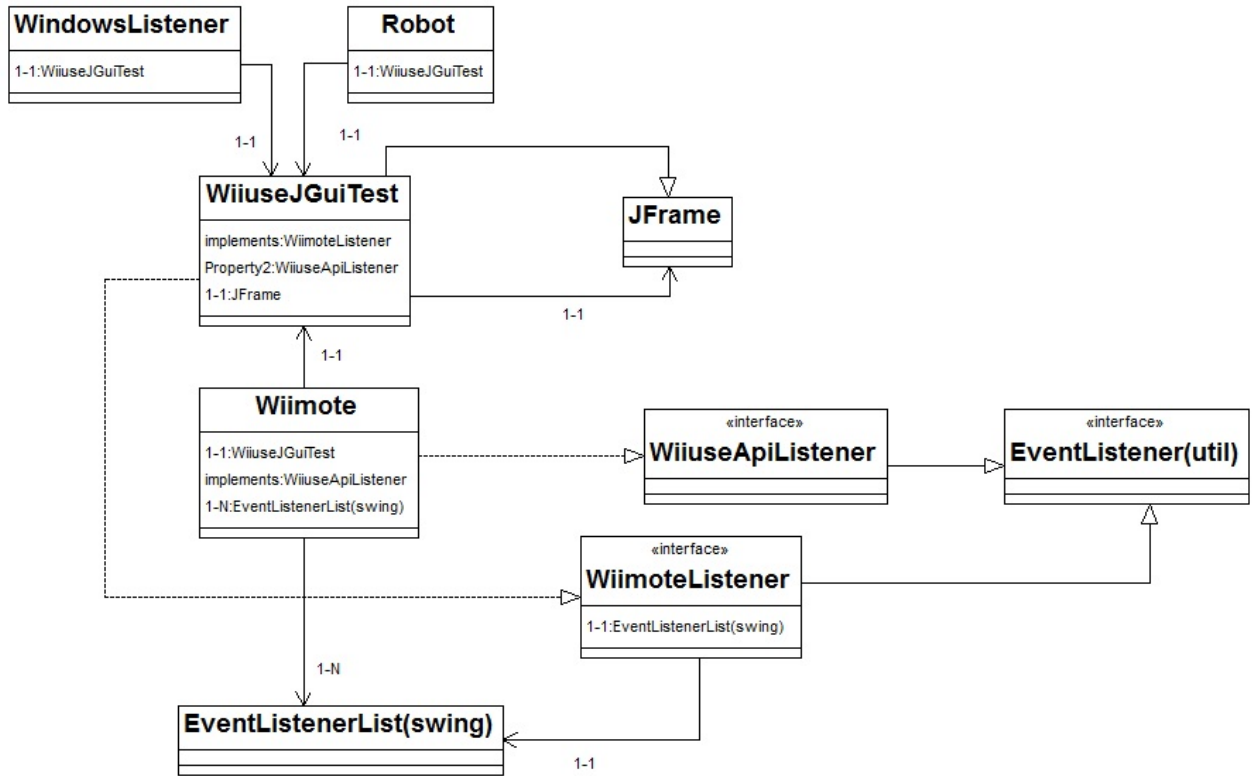 WindowsListener
1-1:WiiuseJGuiTest
Robot
1-1:WiiuseJGuiTest
1-1
1-1
WiiuseJGuiTest
implements:WiimoteListener
Property2:WiiuseApiListener
1-1:JFrame
JFrame
1-1
1-1
Wiimote
1-1:WiiuseJGuiTest
implements:WiiuseApiListener
1-N:EventListenerList(swing)
«interface»
WiiuseApiListener
«interface»
EventListener(util)
«interface»
WiimoteListener
1-1:EventListenerList(swing)
1-N
EventListenerList(swing)
1-1